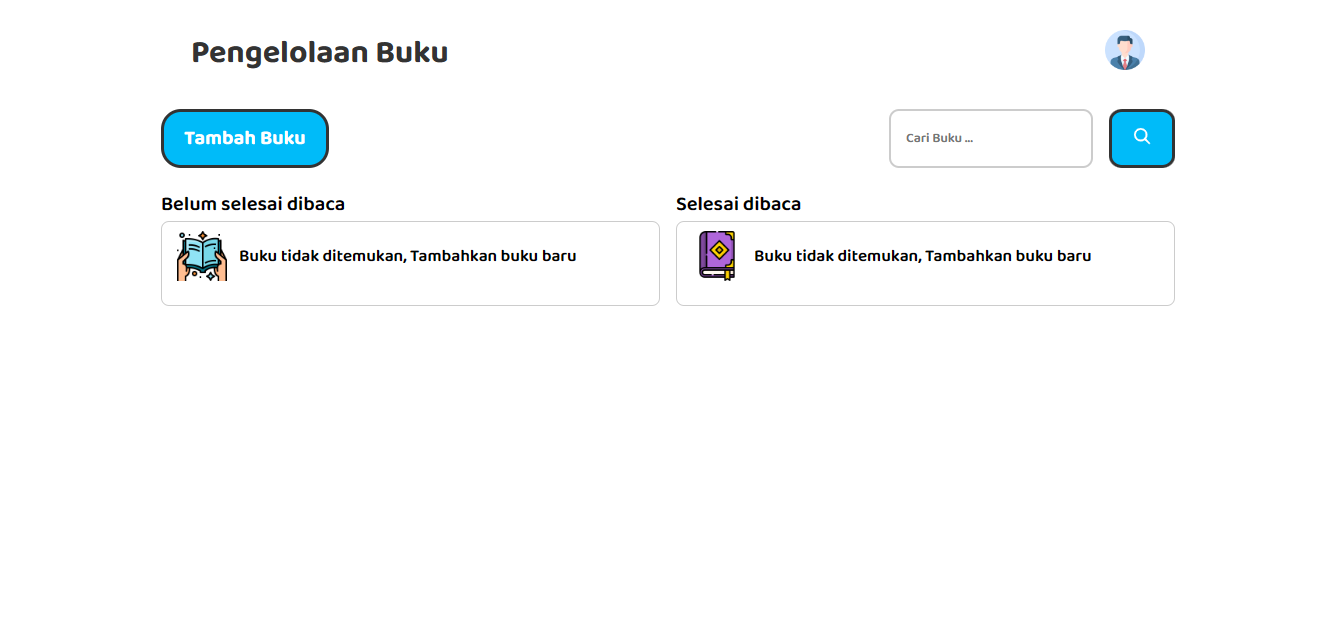 Pengelolaan Buku
Tambah Buku
Cari Buku ...
Belum selesai dibaca
Buku tidak ditemukan, Tambahkan buku baru
Selesai dibaca
Buku tidak ditemukan, Tambahkan buku baru